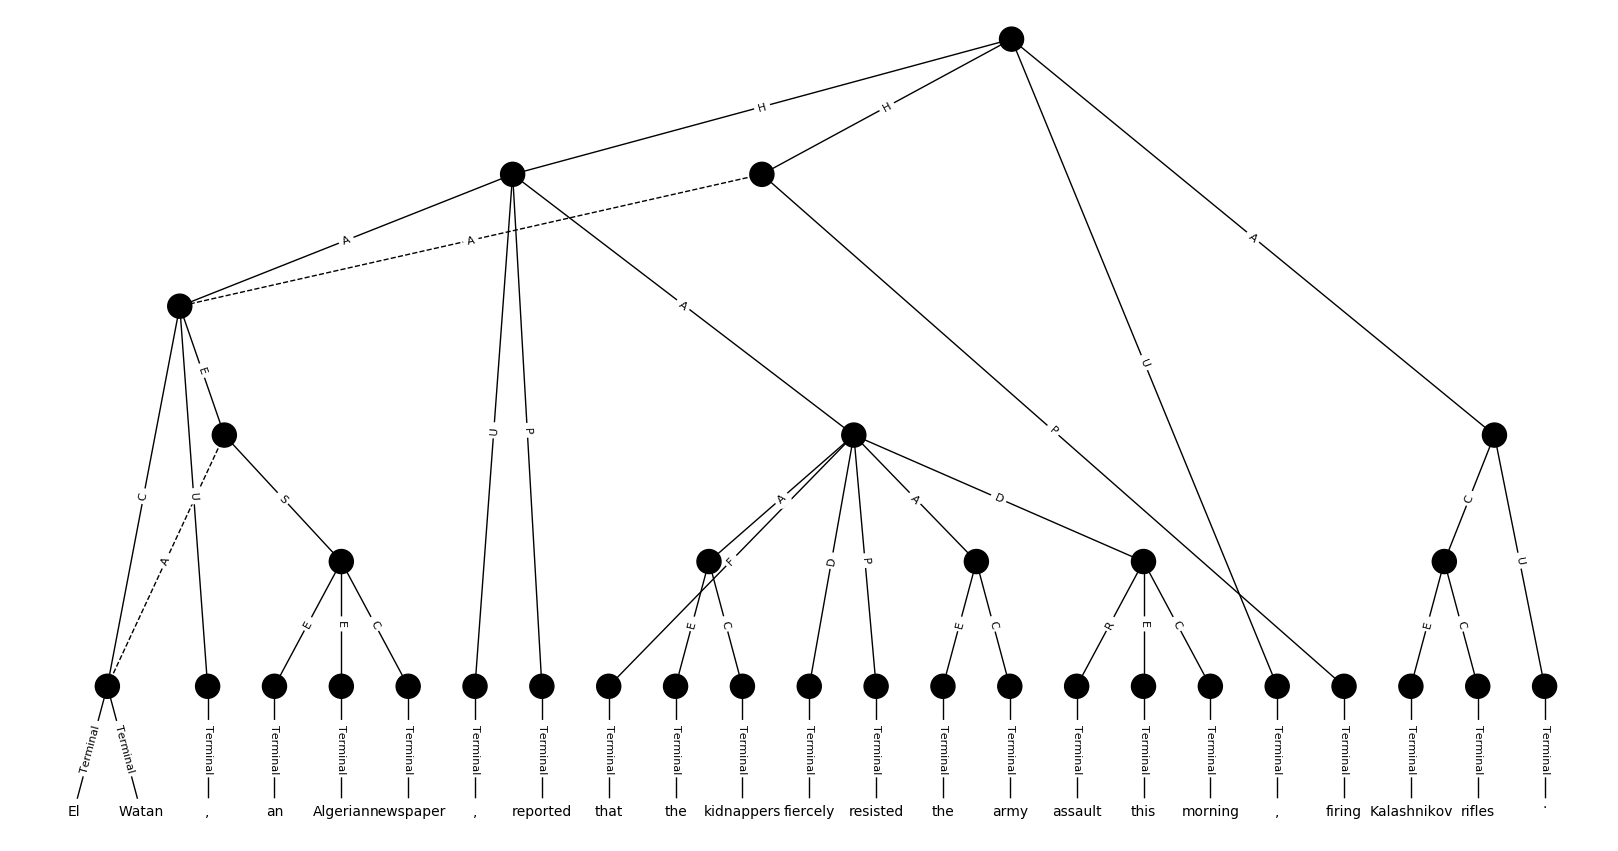 H H
A A U A
A
E
U P P
C U A S A A D C
A F D P U
E E C E C E C R E C E C
Terminal Terminal Terminal Terminal Terminal Terminal Terminal Terminal Terminal Terminal Terminal Terminal Terminal Terminal Terminal Terminal Terminal Terminal Terminal Terminal Terminal Terminal Terminal
El Watan , an Algerian newspaper , reported that the kidnappers fiercely resisted the army assault this morning , firing Kalashnikov rifles .